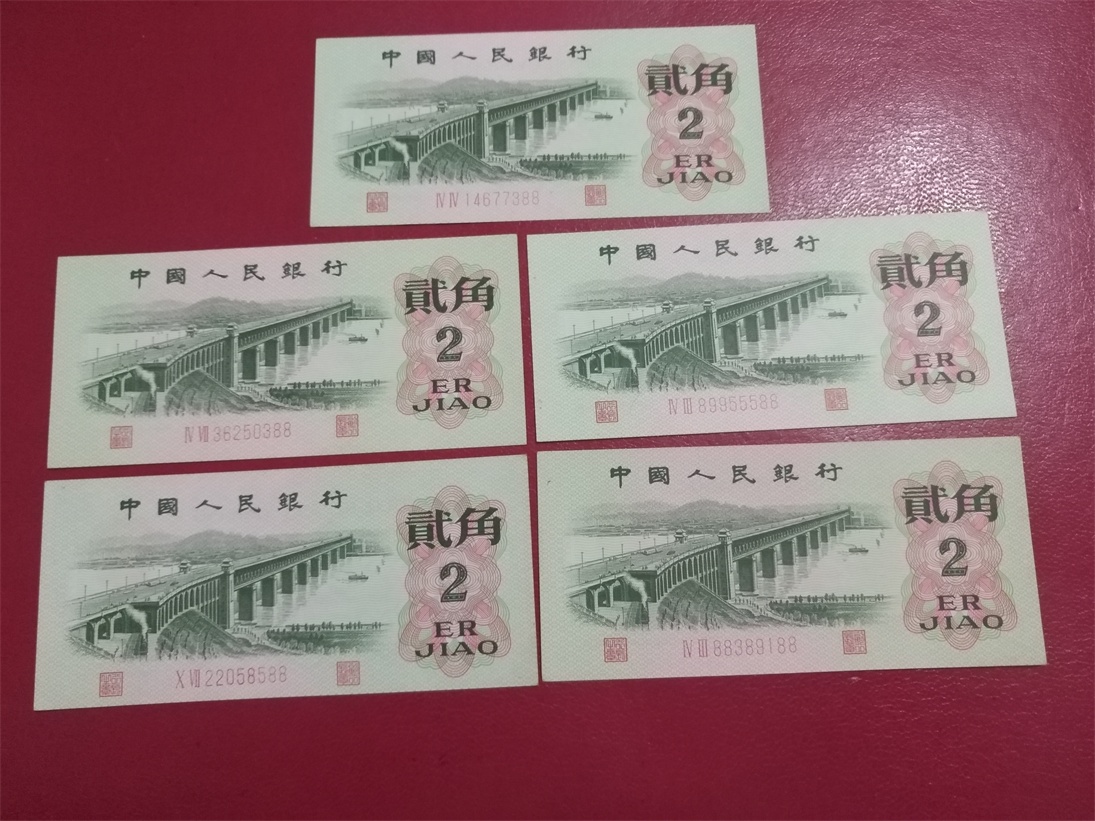 中國人民銀行
貳角
2
ER
JIAO
ⅣⅣ14677388
中國人民銀行
貳角
2
ER
JIAO
ⅣⅦ36250388
中國人民銀行
貳角
2
ER
JIAO
ⅣⅢ89955588
中國人民銀行
貳角
2
ER
JIAO
ⅩⅦ22058588
中國人民銀行
貳角
2
ER
JIAO
ⅣⅢ88389188